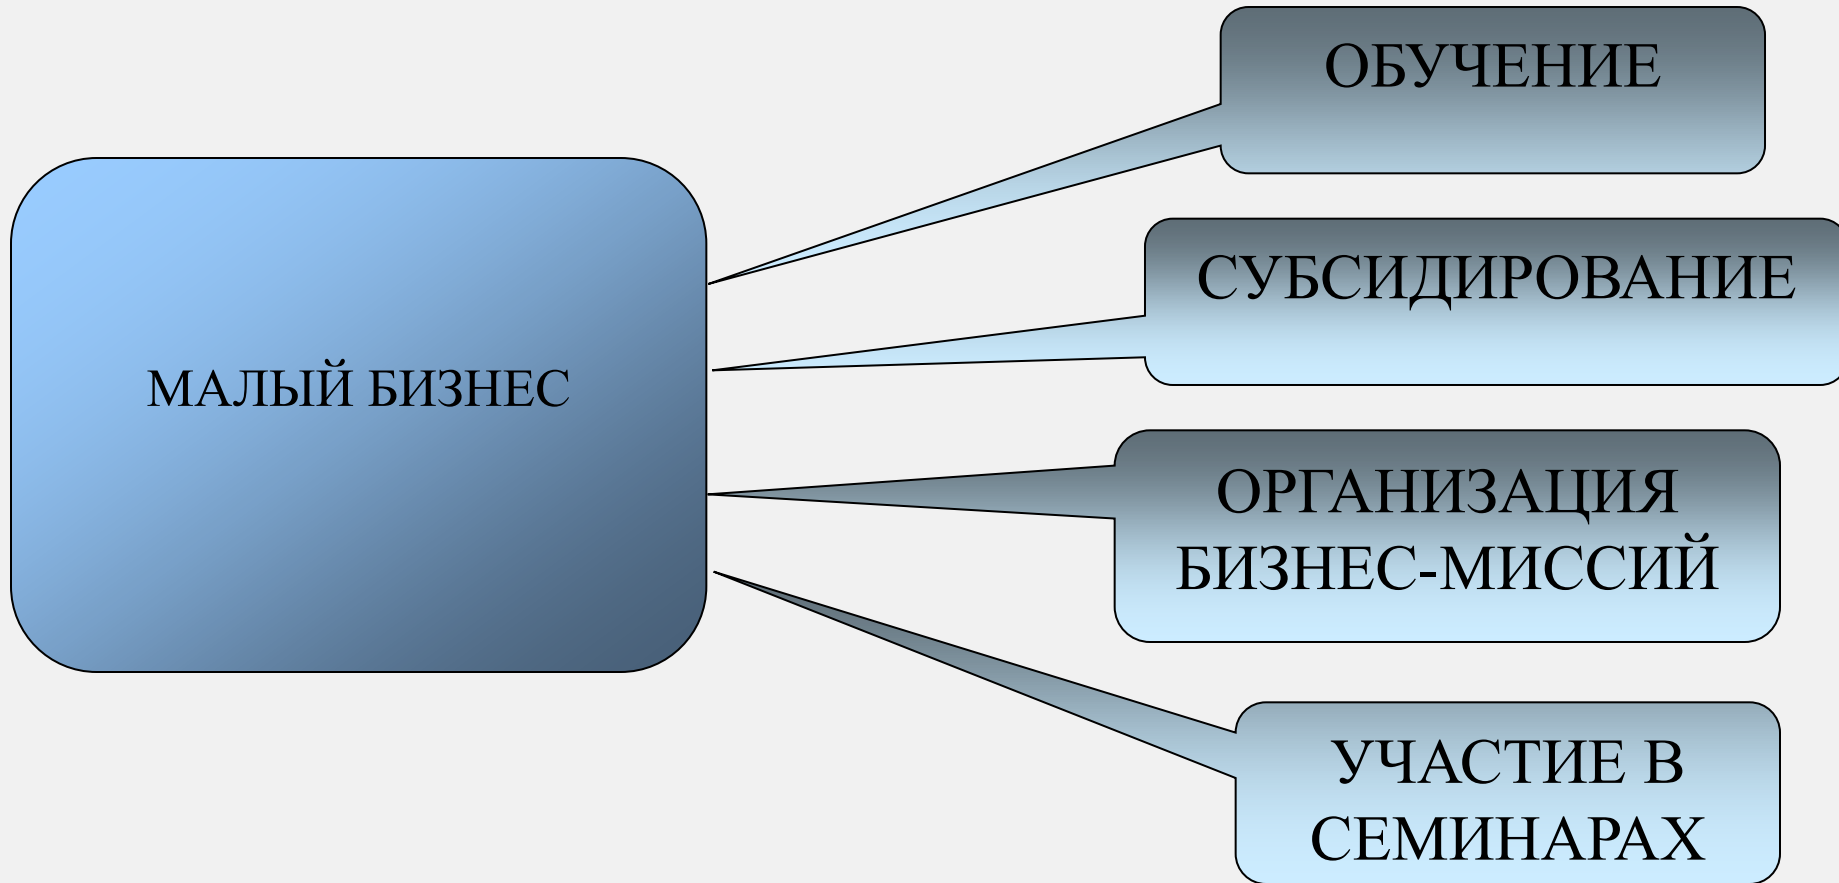 ОБУЧЕНИЕ
СУБСИДИРОВАНИЕ
МАЛЫЙ БИЗНЕС
ОРГАНИЗАЦИЯ
БИЗНЕС-МИССИЙ
УЧАСТИЕ В
СЕМИНАРАХ